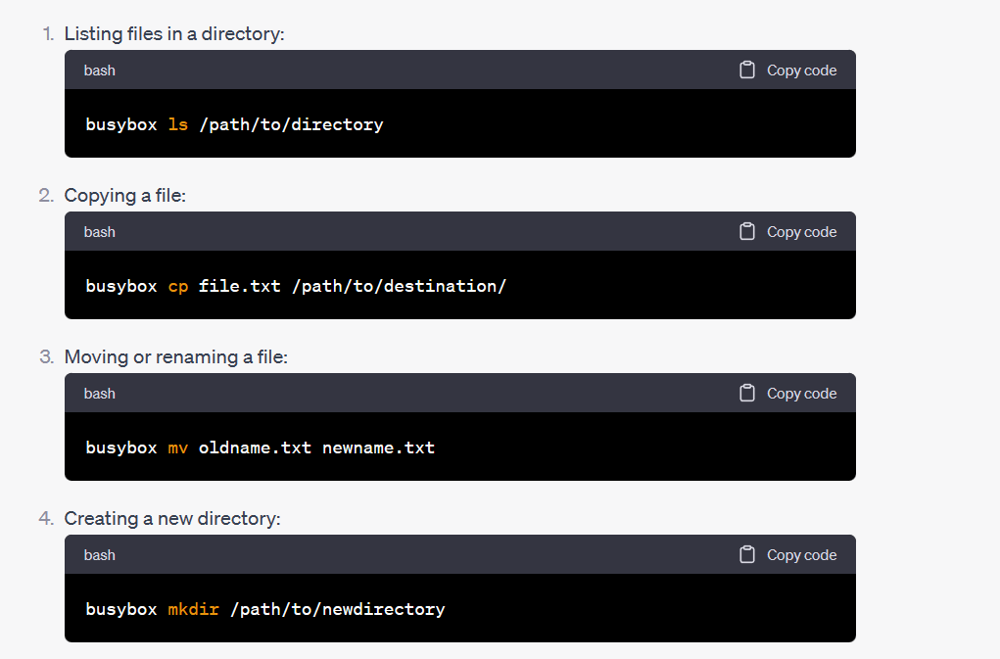 1. Listing files in a directory:
bash Copy code
busybox ls /path/to/directory
2. Copying a file:
bash Copy code
busybox cp file.txt /path/to/destination/
3. Moving or renaming a file:
bash Copy code
busybox mv oldname.txt newname.txt
4. Creating a new directory:
bash Copy code
busybox mkdir /path/to/newdirectory